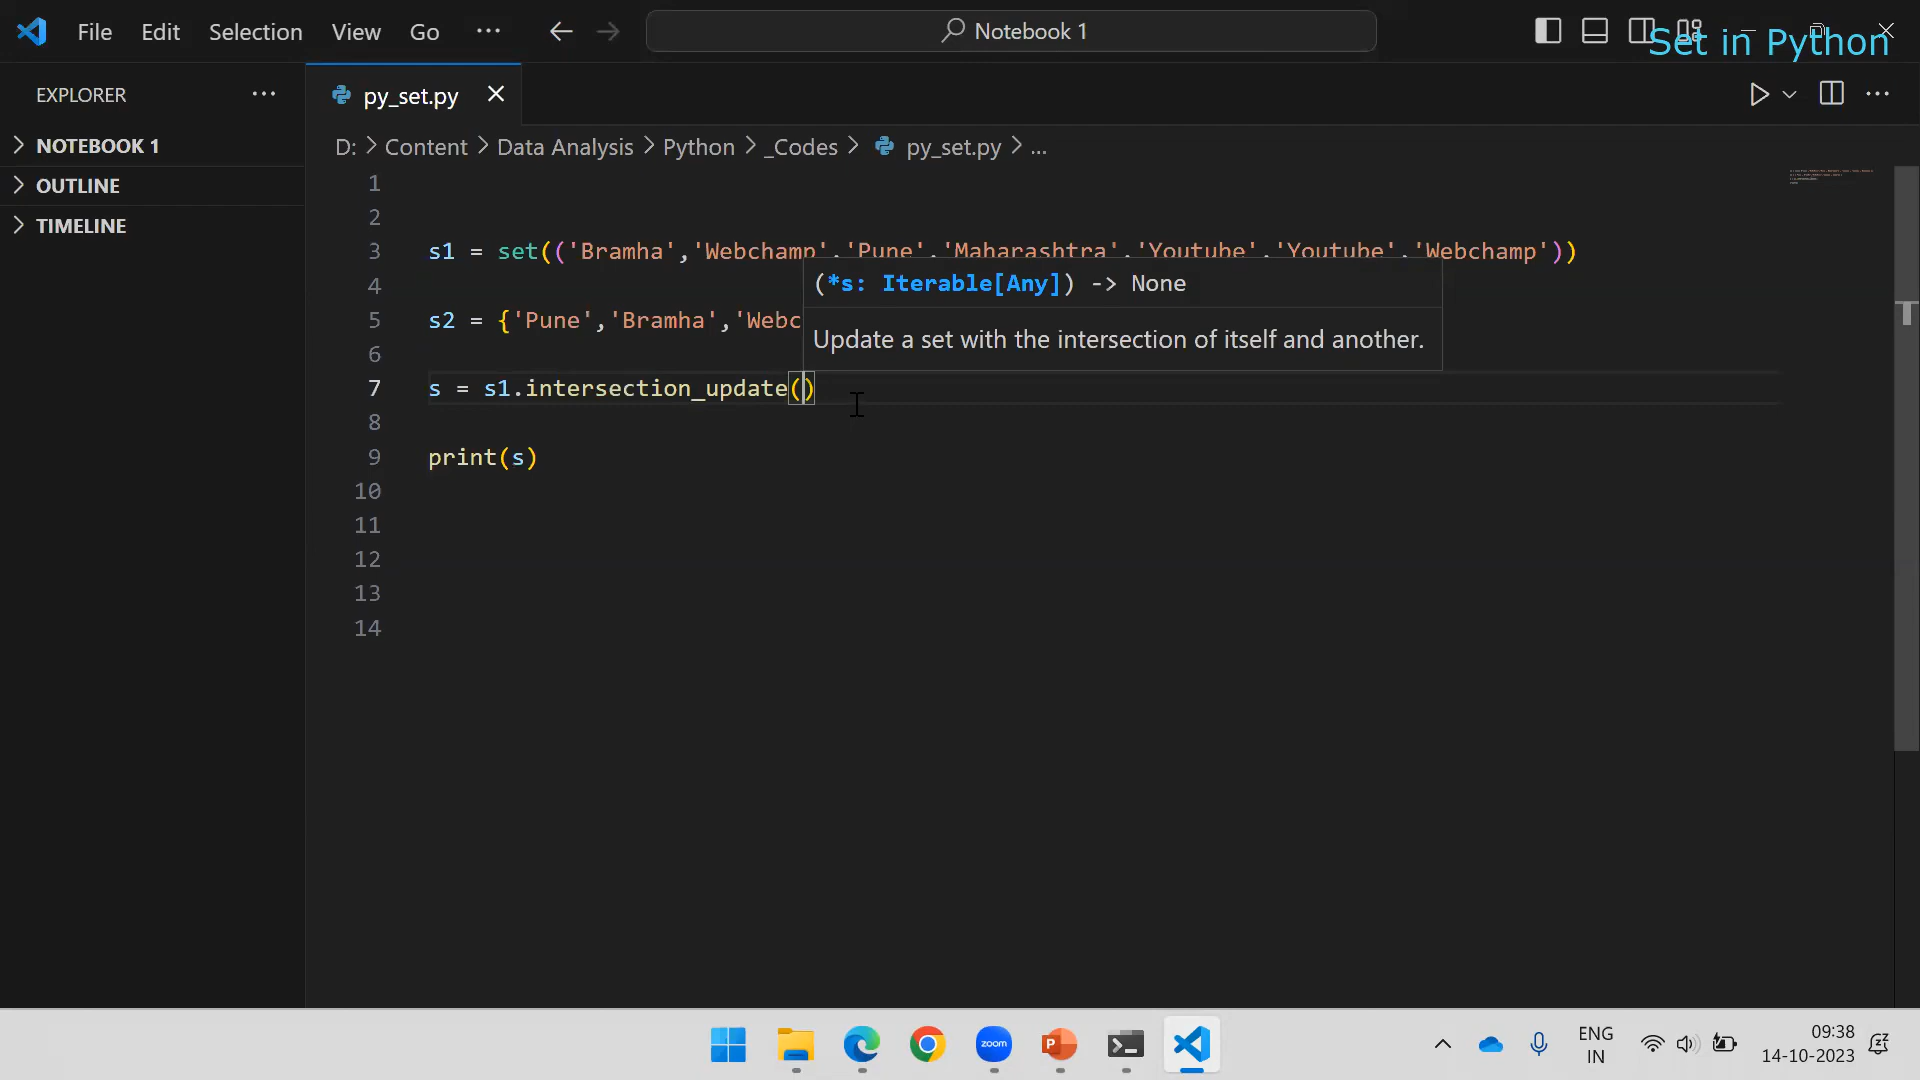 File Edit Selection View Go ... Notebook 1
Set in Python
EXPLORER ...
py_set.py
NOTEBOOK 1
OUTLINE
TIMELINE
D: > Content > Data Analysis > Python > _Codes > py_set.py > ...
1
2
3 s1 = set(('Bramha','Webchamp','Pune','Maharashtra','Youtube','Youtube','Webchamp'))
(*s: Iterable[Any]) -> None
4
Update a set with the intersection of itself and another.
5 s2 = {'Pune','Bramha','Webc
6
7 s = s1.intersection_update()
8
9 print(s)
10
11
12
13
14
zoom
P
ENG
IN
09:38
14-10-2023